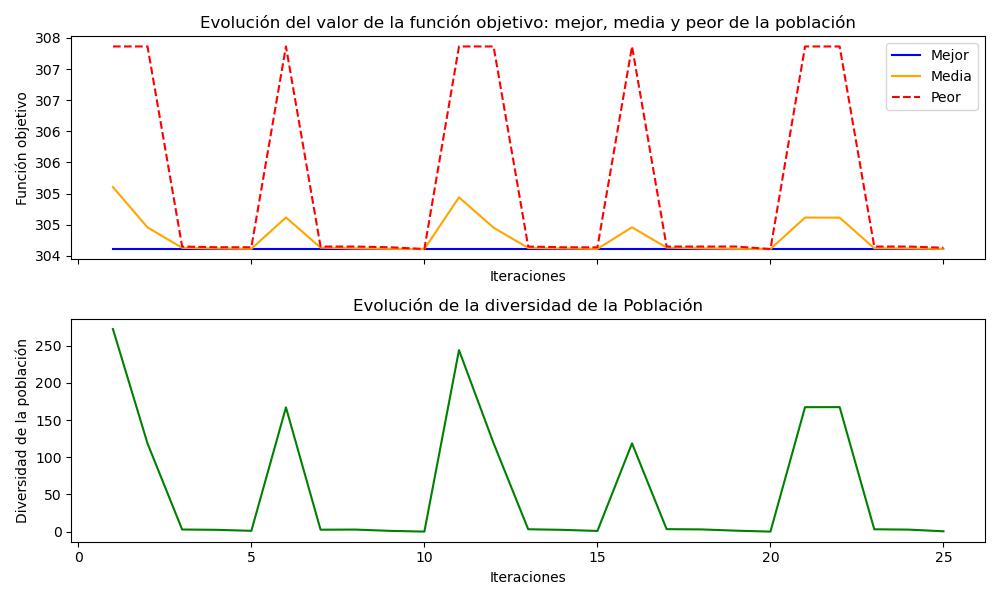 Evolución del valor de la función objetivo: mejor, media y peor de la población
308
307
307
306
306
305
305
304
Función objetivo
Mejor
Media
Peor
Iteraciones
Evolución de la diversidad de la Población
250
200
150
100
50
0
Diversidad de la población
0 5 10 15 20 25
Iteraciones